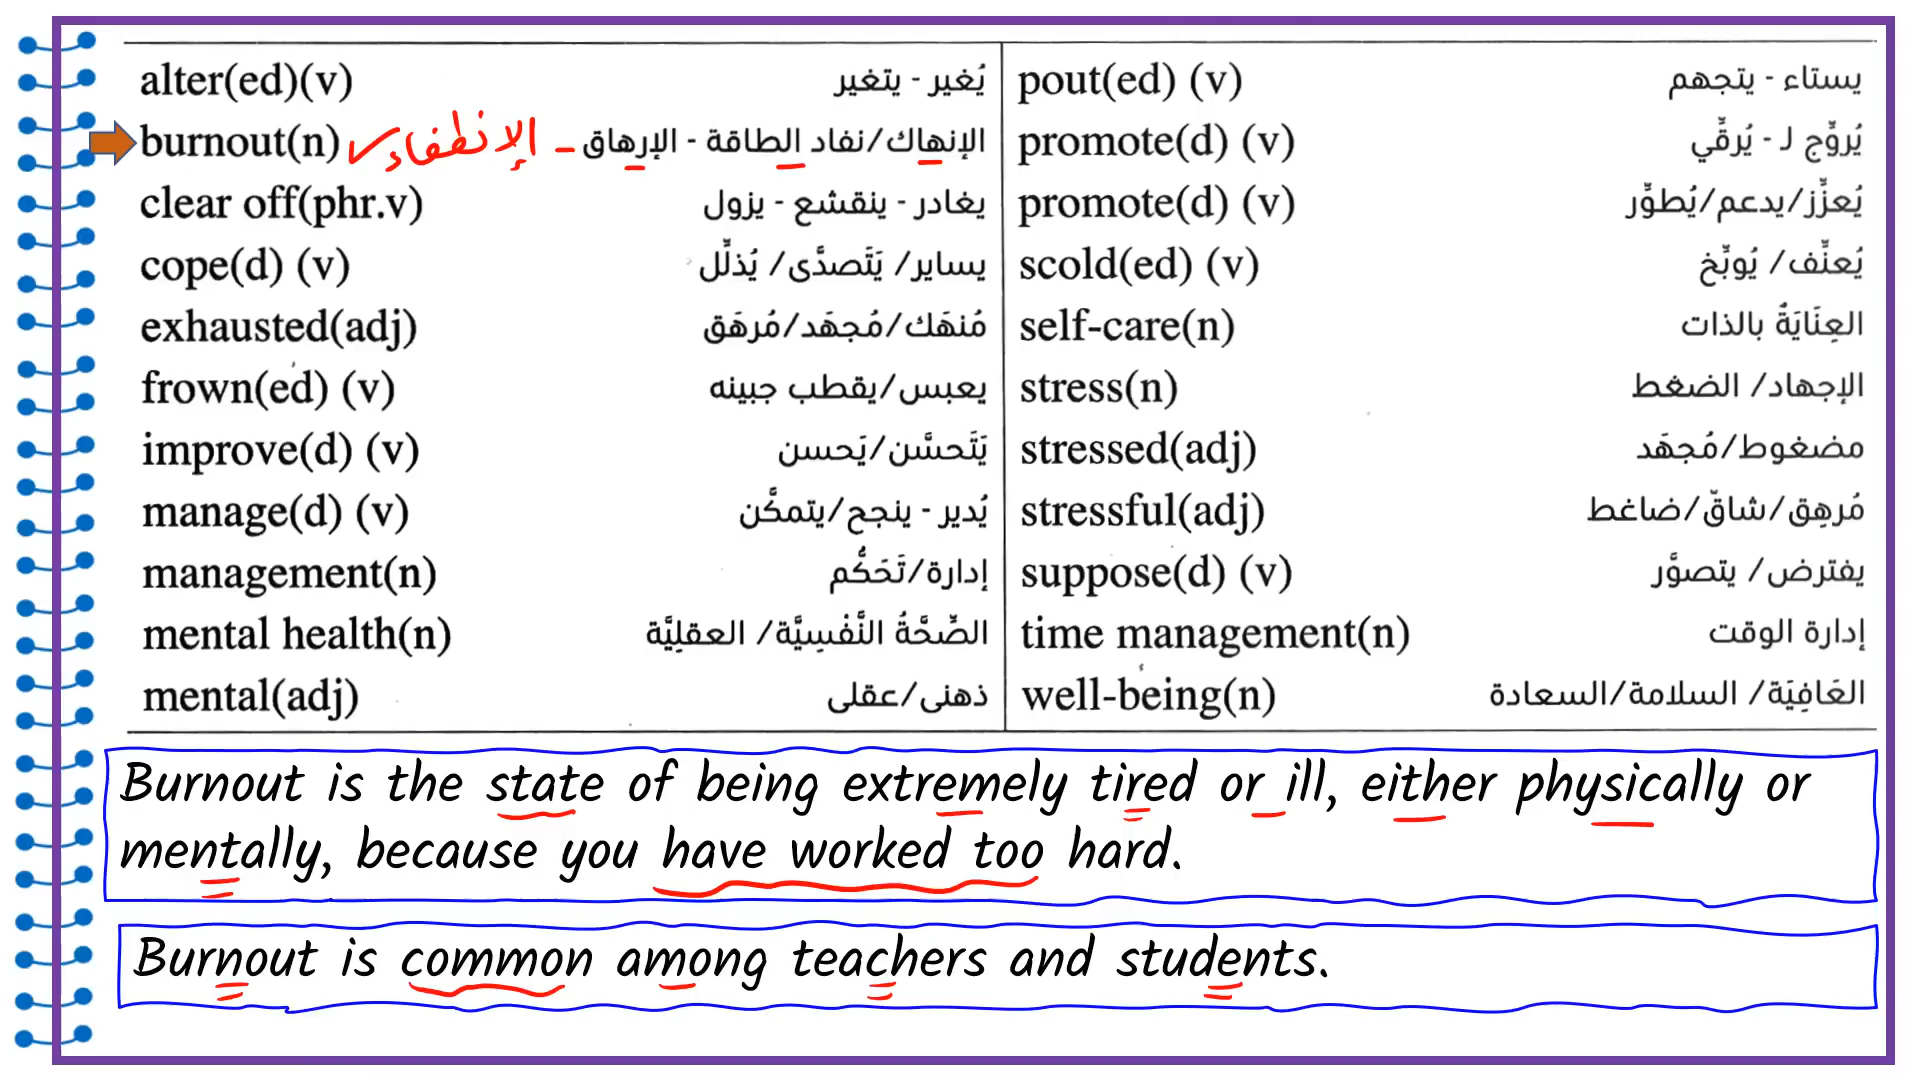 alter(ed)(v) يُغير - يتغير
burnout(n) الإنهاك/نفاد الطاقة - الإرهاق - الإنطفاء
clear off(phr.v) يغادر - ينقشع - يزول
cope(d) (v) يساير/ يَتَصدَّى/ يُذلِّل
exhausted(adj) مُنهَك/مُجهَد/مُرهَق
frown(ed) (v) يعبس/يقطب جبينه
improve(d) (v) يَتَحسَّن/يَحسن
manage(d) (v) يُدير - ينجح/يتمكَّن
management(n) إدارة/تَحَكُّم
mental health(n) الصِّحَّةُ النَّفْسِيَّة/ العقلِيَّة
mental(adj) ذهنى/عقلى
pout(ed) (v) يستاء - يتجهم
promote(d) (v) يُروِّج لـ - يُرقِّي
promote(d) (v) يُعزِّز/يدعم/يُطوِّر
scold(ed) (v) يُعنِّف/ يُوبِّخ
self-care(n) العِنَايَةُ بالذات
stress(n) الإجهاد/ الضغط
stressed(adj) مضغوط/مُجهَد
stressful(adj) مُرهِق/شاقّ/ضاغط
suppose(d) (v) يفترض/ يتصوَّر
time management(n) إدارة الوقت
well-being(n) العَافِيَة/ السلامة/السعادة
Burnout is the state of being extremely tired or ill, either physically or
mentally, because you have worked too hard.
Burnout is common among teachers and students.